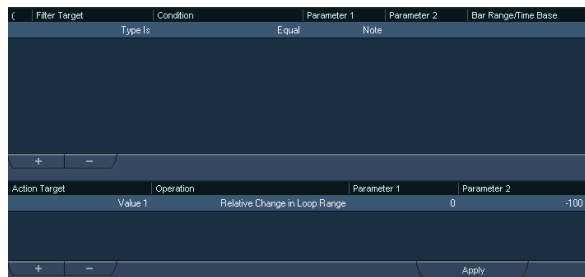 ( Filter Target Condition Parameter 1 Parameter 2 Bar Range/Time Base
Type Is Equal Note
+ −
Action Target Operation Parameter 1 Parameter 2
Value 1 Relative Change in Loop Range 0 -100
+ − Apply